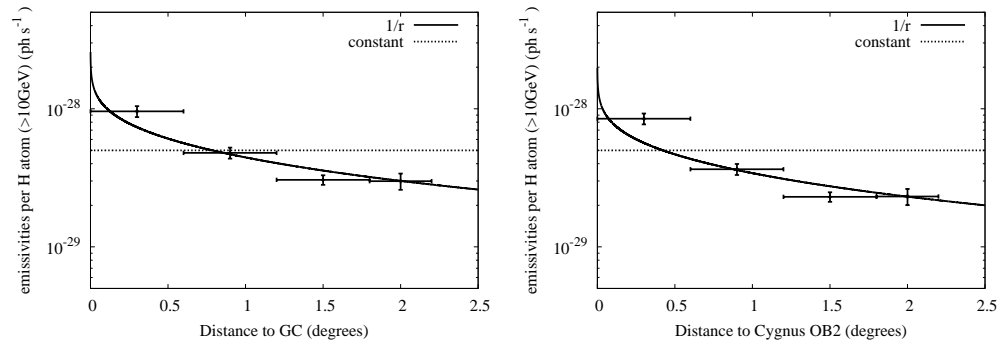 emissivities per H atom (>10GeV) (ph s⁻¹)
1/r
constant
10⁻²⁸
10⁻²⁹
0 0.5 1 1.5 2 2.5
Distance to GC (degrees)
emissivities per H atom (>10GeV) (ph s⁻¹)
1/r
constant
10⁻²⁸
10⁻²⁹
0 0.5 1 1.5 2 2.5
Distance to Cygnus OB2 (degrees)